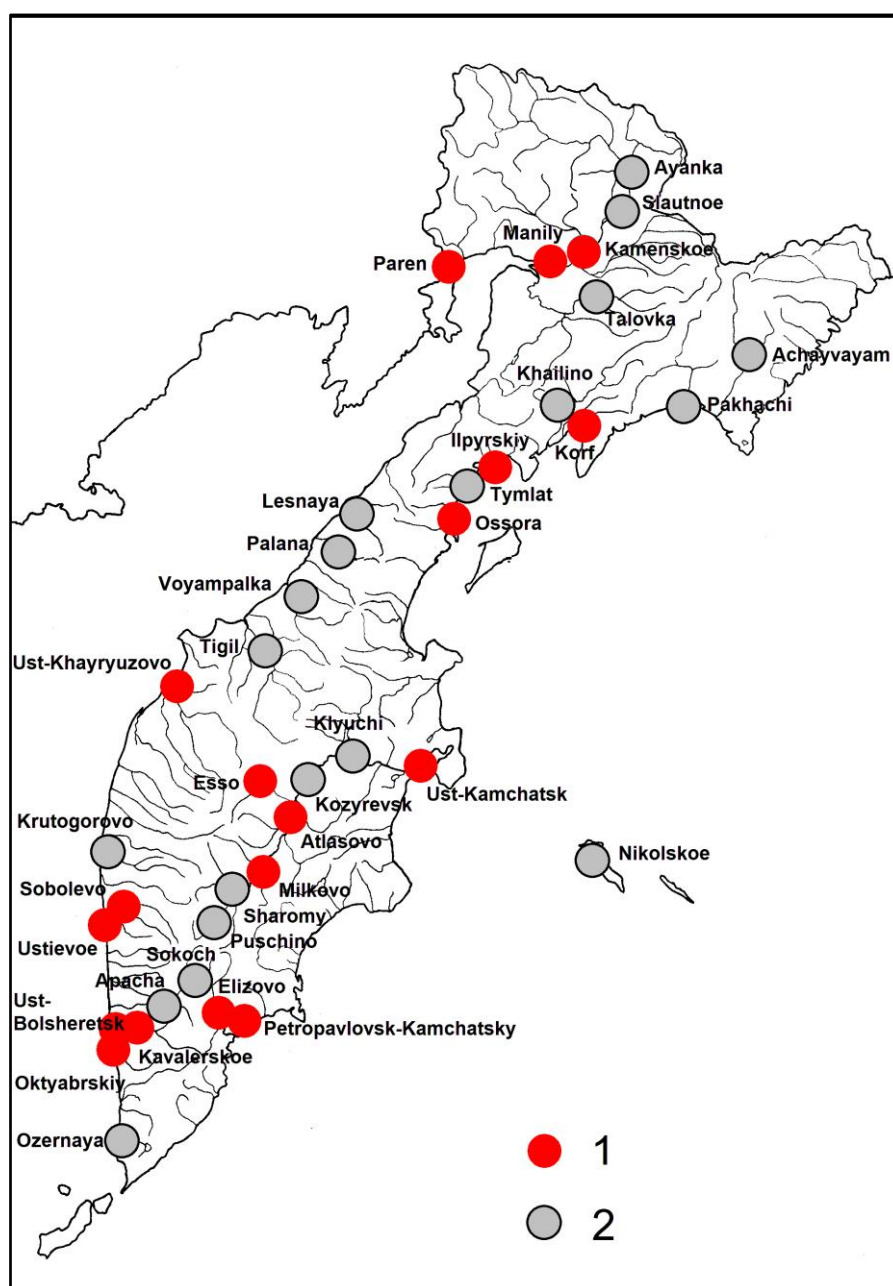 Ayanka
Slautnoe
Manily
Kamenskoe
Paren
Talovka
Achayvayam
Khailino
Pakhachi
Korf
Ilpyrskiy
Tymlat
Lesnaya
Ossora
Palana
Voyampalka
Tigil
Ust-Khayryuzovo
Klyuchi
Esso
Ust-Kamchatsk
Kozyrevsk
Krutogorovo
Atlasovo
Nikolskoe
Milkovo
Sobolevo
Sharomy
Puschino
Ustievoe
Sokoch
Apacha
Elizovo
Ust-
Bolsheretsk
Petropavlovsk-Kamchatsky
Kavalerskoe
Oktyabrskiy
Ozernaya
1
2